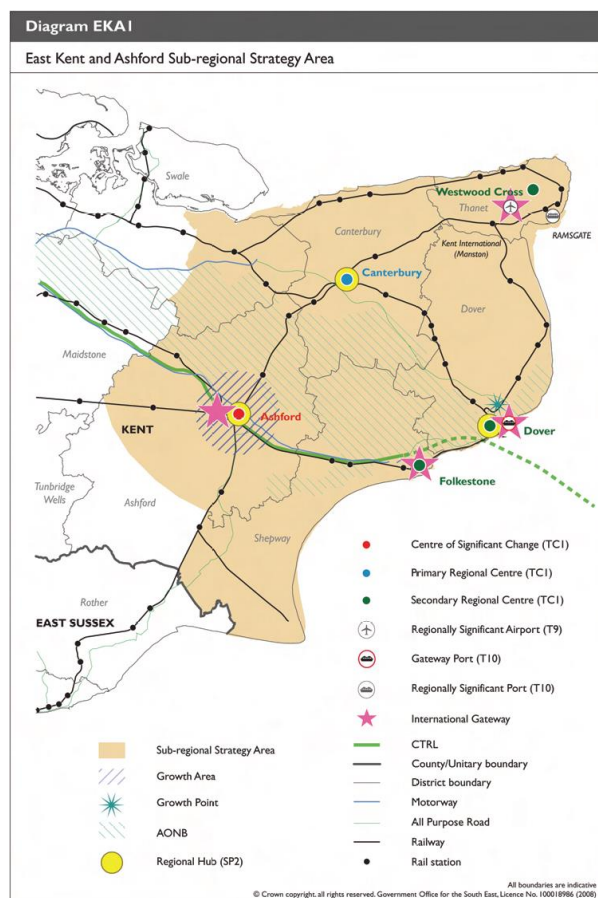 Diagram EKA1
East Kent and Ashford Sub-regional Strategy Area
Swale
Westwood Cross
Thanet
RAMSGATE
Canterbury
Kent International
(Manston)
Canterbury
Dover
Maidstone
Ashford
KENT
Dover
Folkestone
Tunbridge
Wells
Ashford
Shepway
Rother
EAST SUSSEX
Centre of Significant Change (TC1)
Primary Regional Centre (TC1)
Secondary Regional Centre (TC1)
Regionally Significant Airport (T9)
Gateway Port (T10)
Regionally Significant Port (T10)
International Gateway
Sub-regional Strategy Area
Growth Area
Growth Point
AONB
Regional Hub (SP2)
CTRL
County/Unitary boundary
District boundary
Motorway
All Purpose Road
Railway
Rail station
All boundaries are indicative
© Crown copyright. all rights reserved. Government Office for the South East, Licence No. 100018986 (2008)